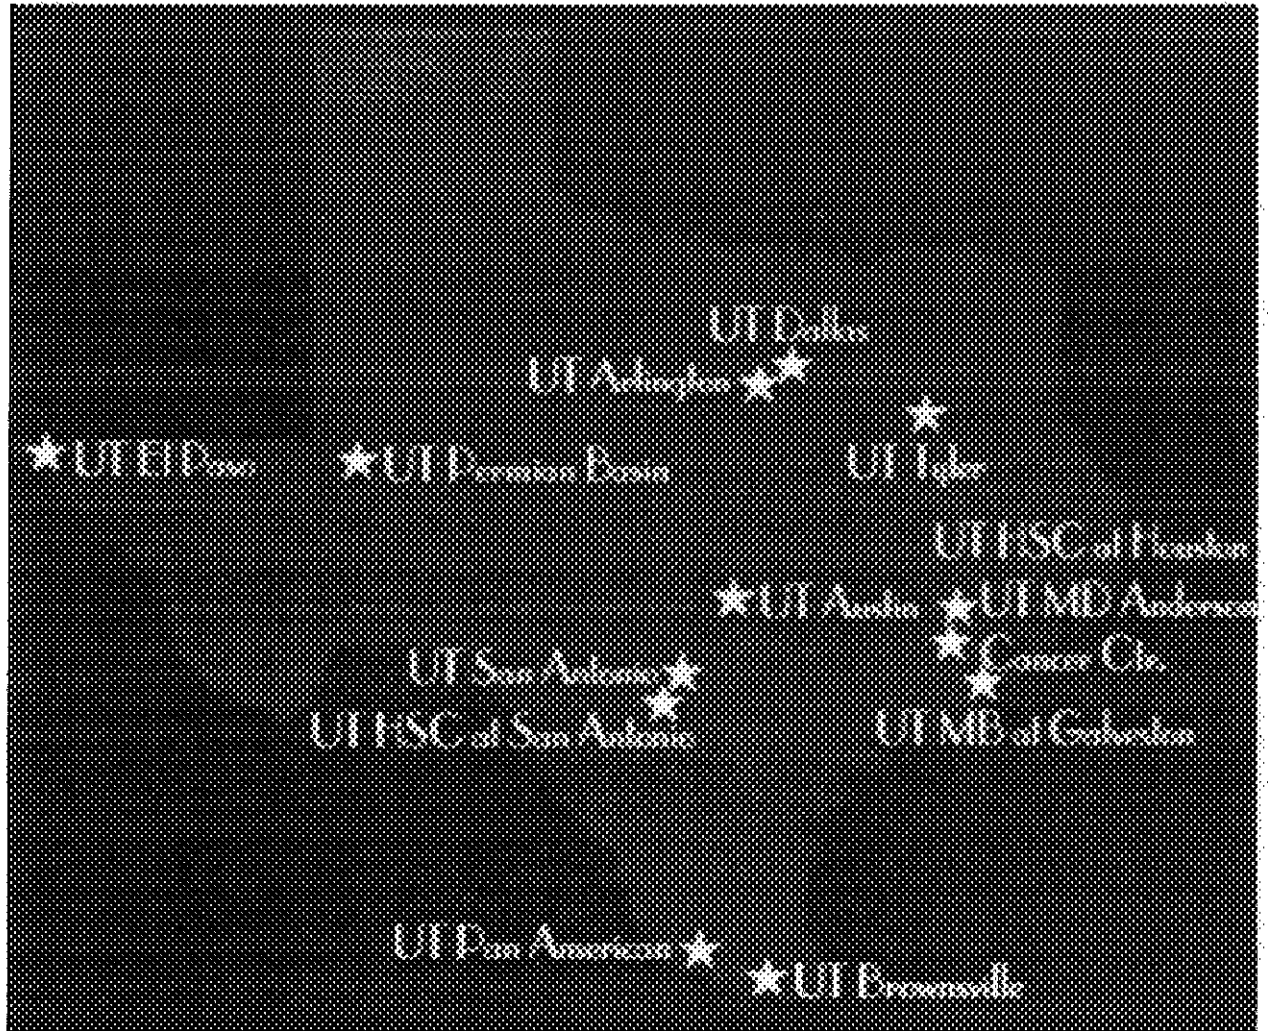 UT Dallas
UT Arlington
UT Tyler
UT El Paso
UT Permian Basin
UT HSC at Houston
UT Austin
UT MD Anderson
Cancer Ctr.
UT San Antonio
UT HSC at San Antonio
UT MB at Galveston
UT Pan American
UT Brownsville